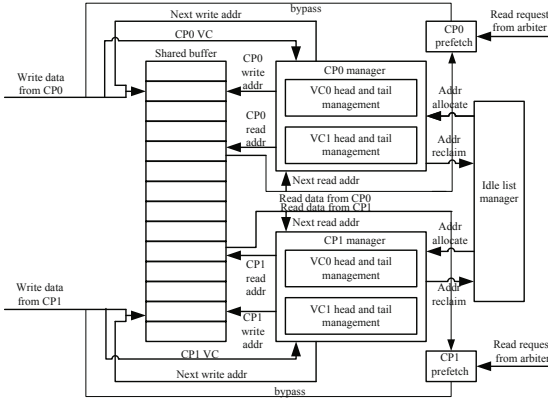 bypass
Next write addr
CP0 VC
Shared buffer
CP0
prefetch
Read request
from arbiter
Write data
from CP0
CP0
write
addr
CP0 manager
VC0 head and tail
management
Addr
allocate
CP0
read
addr
VC1 head and tail
management
Addr
reclaim
Next read addr
Idle list
manager
Read data from CP0
Read data from CP1
Next read addr
CP1 manager
Addr
allocate
VC0 head and tail
management
CP1
read
addr
Write data
from CP1
VC1 head and tail
management
Addr
reclaim
CP1
write
addr
CP1 VC
Next write addr
CP1
prefetch
Read request
from arbiter
bypass